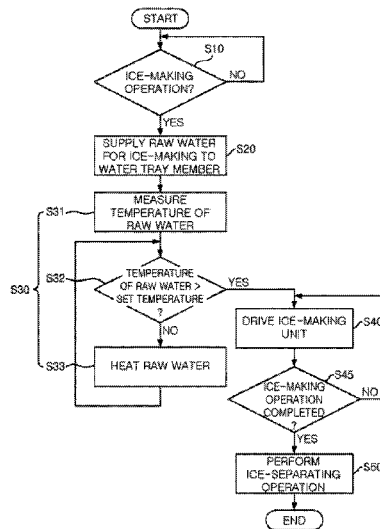 START
S10
ICE-MAKING
OPERATION?
NO
YES
SUPPLY RAW WATER
FOR ICE-MAKING TO
WATER TRAY MEMBER
S20
S31
MEASURE
TEMPERATURE OF
RAW WATER
S30
S32
TEMPERATURE
OF RAW WATER >
SET TEMPERATURE
?
YES
NO
S33
HEAT RAW WATER
DRIVE ICE-MAKING
UNIT
S40
S45
ICE-MAKING
OPERATION
COMPLETED
?
NO
YES
PERFORM
ICE-SEPARATING
OPERATION
END